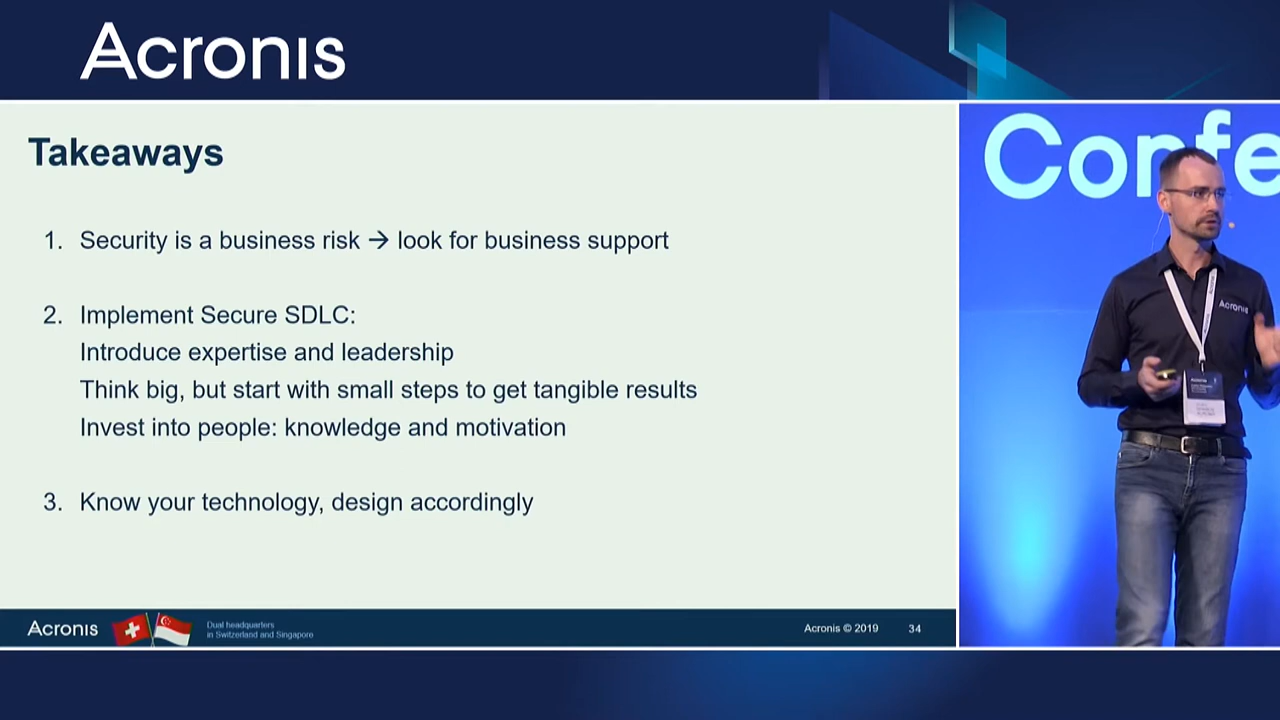 Acronis
Takeaways
1. Security is a business risk → look for business support
2. Implement Secure SDLC:
Introduce expertise and leadership
Think big, but start with small steps to get tangible results
Invest into people: knowledge and motivation
3. Know your technology, design accordingly
Acronis
Dual headquarters
in Switzerland and Singapore
Acronis © 2019
34
Confe
Acronis
Acronis